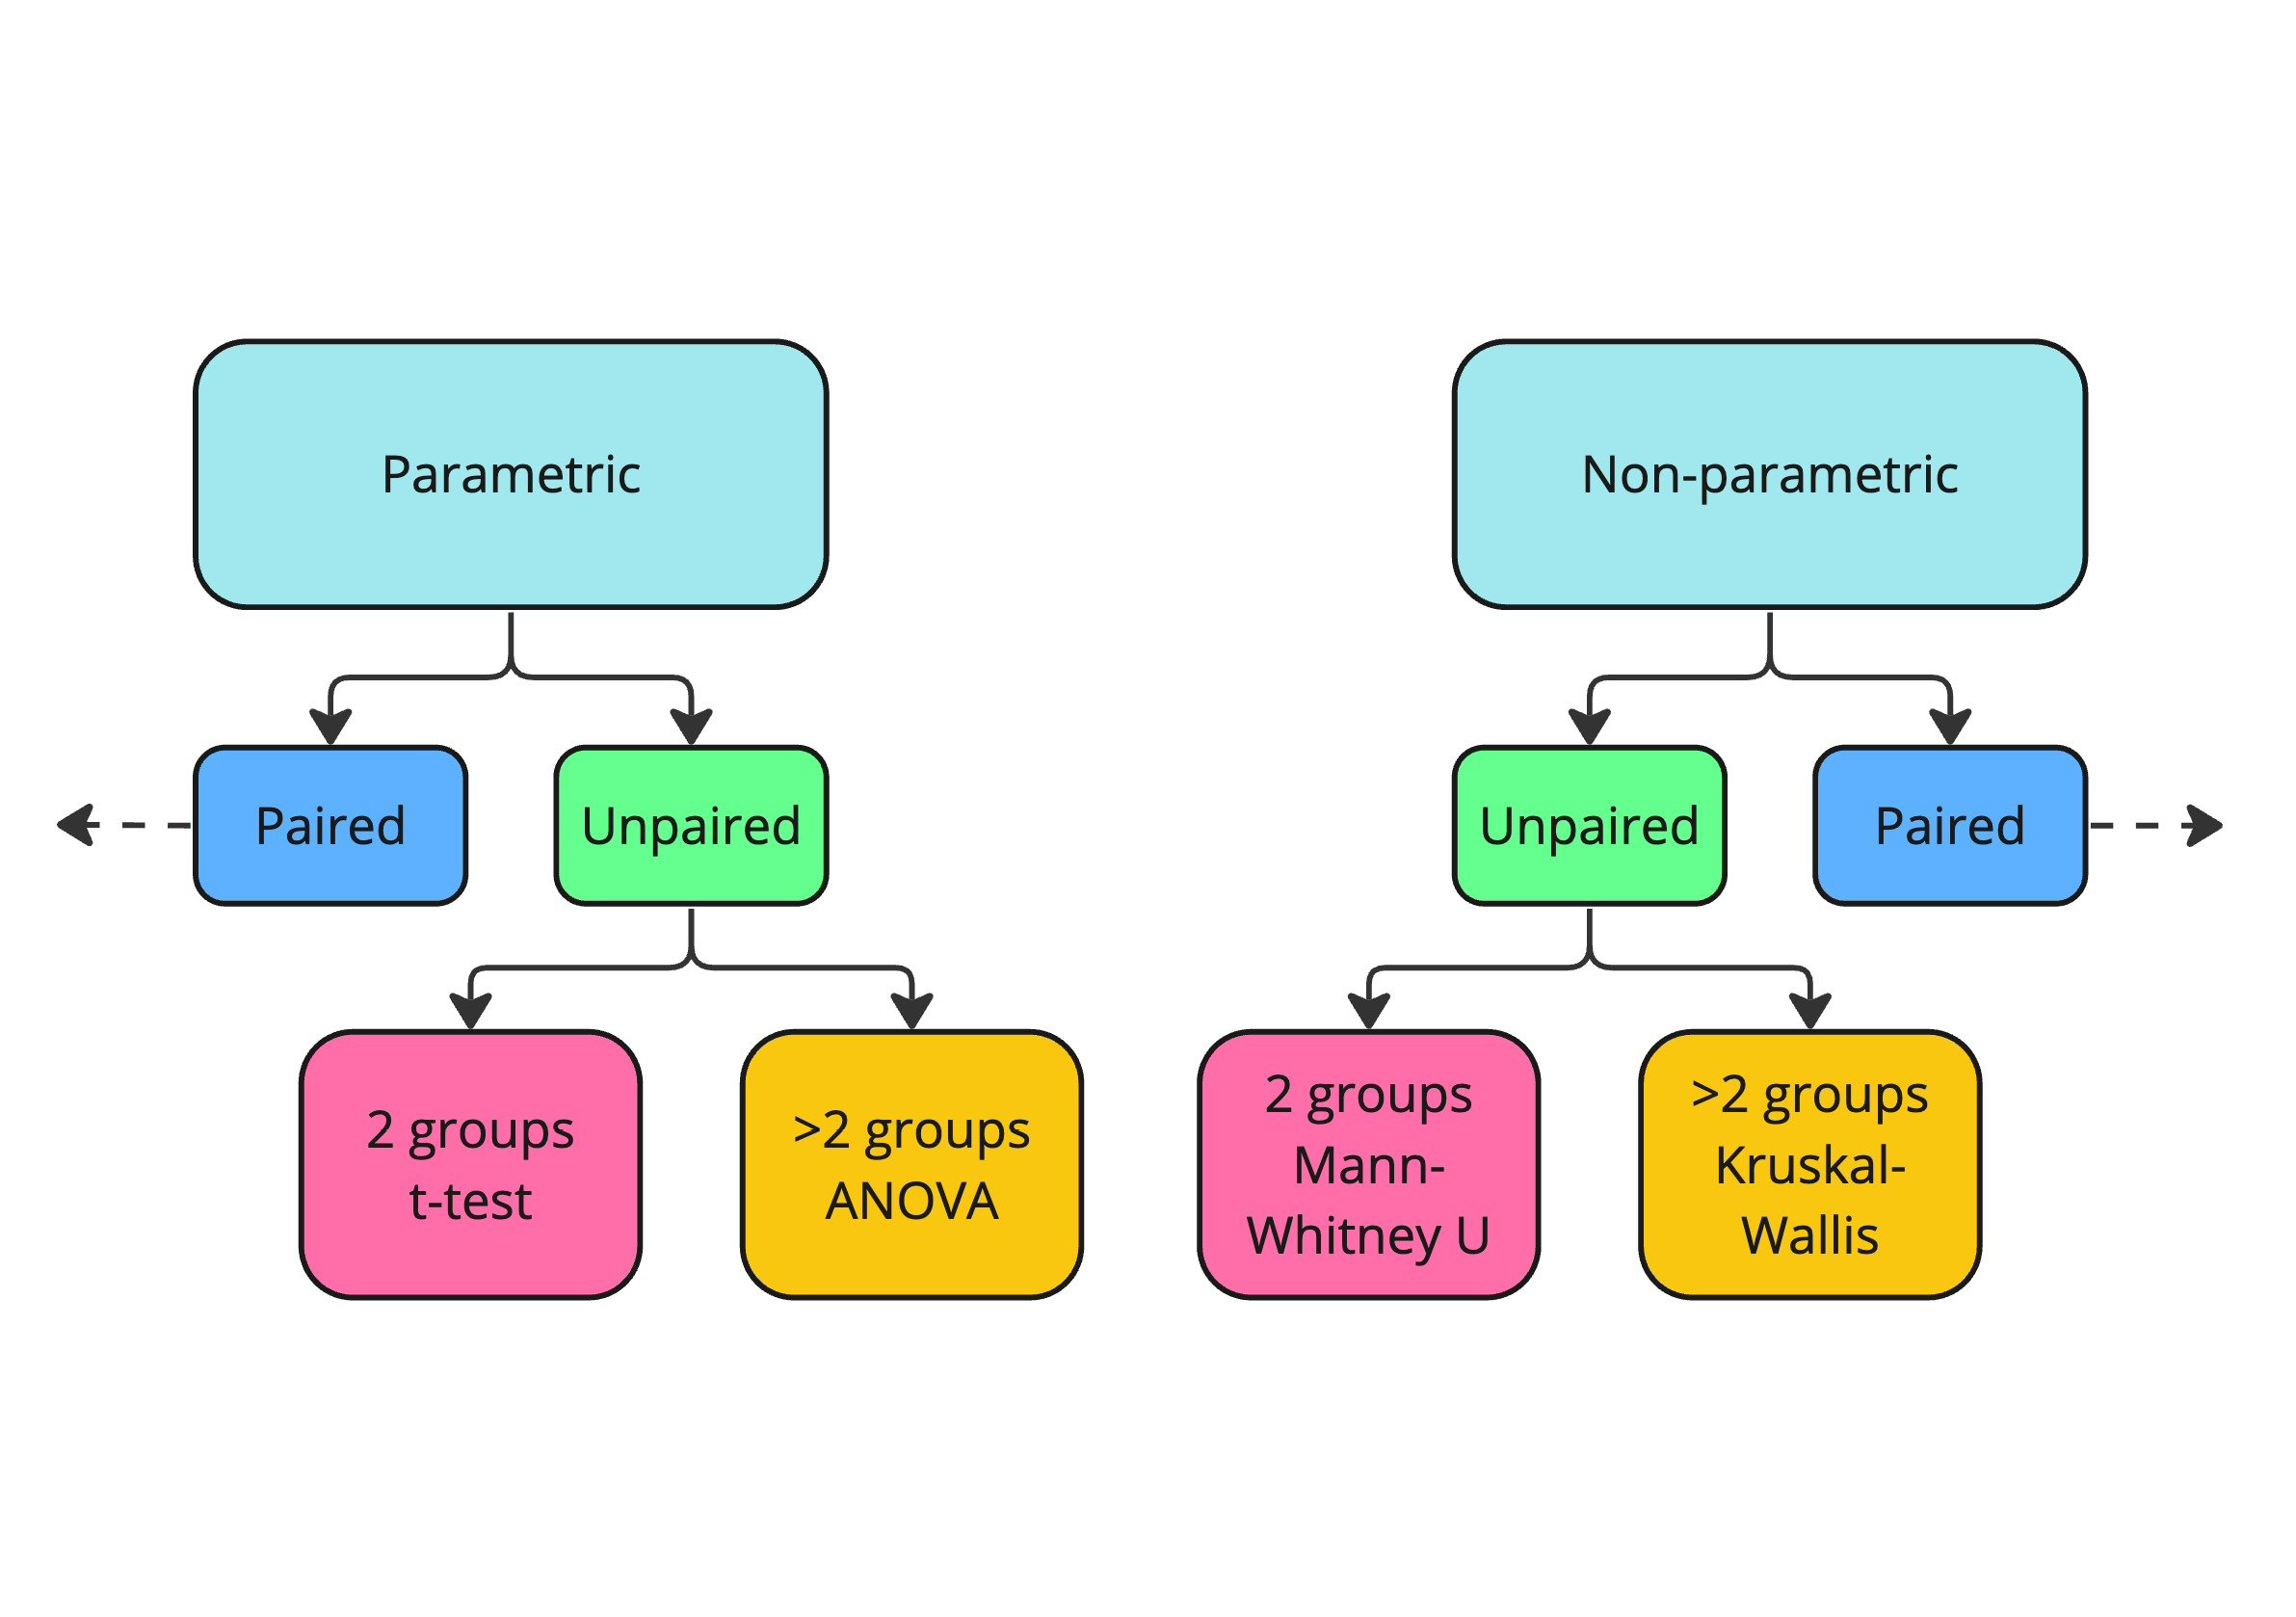 Parametric
Non-parametric
Paired
Unpaired
Unpaired
Paired
2 groups
t-test
>2 groups
ANOVA
2 groups
Mann-
Whitney U
>2 groups
Kruskal-
Wallis